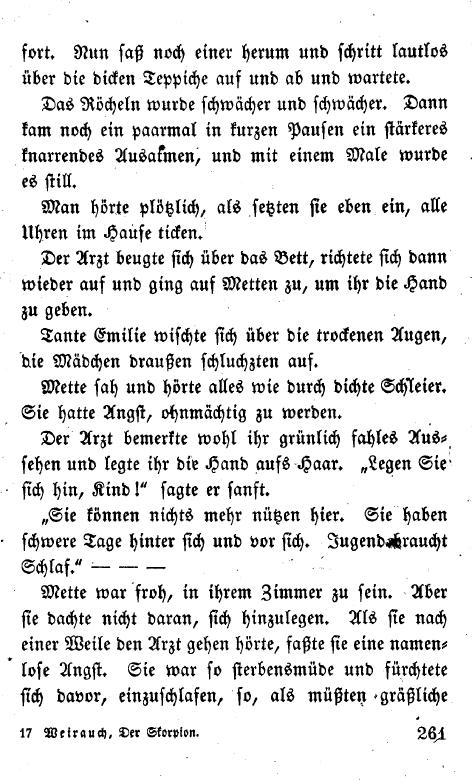 fort. Nun saß noch einer herum und schritt lautlos
über die dicken Teppiche auf und ab und wartete.
Das Röcheln wurde schwächer und schwächer. Dann
kam noch ein paarmal in kurzen Pausen ein stärkeres
knarrendes Ausatmen, und mit einem Male wurde
es still.
Man hörte plötzlich, als setzten sie eben ein, alle
Uhren im Hause ticken.
Der Arzt beugte sich über das Bett, richtete sich dann
wieder auf und ging auf Metten zu, um ihr die Hand
zu geben.
Tante Emilie wischte sich über die trockenen Augen,
die Mädchen draußen schluchzten auf.
Mette sah und hörte alles wie durch dichte Schleier.
Sie hatte Angst, ohnmächtig zu werden.
Der Arzt bemerkte wohl ihr grünlich fahles Aus-
sehen und legte ihr die Hand aufs Haar. „Legen Sie
sich hin, Kind!“ sagte er sanft.
„Sie können nichts mehr nützen hier. Sie haben
schwere Tage hinter sich und vor sich. Jugend braucht
Schlaf.“ — — —
Mette war froh, in ihrem Zimmer zu sein. Aber
sie dachte nicht daran, sich hinzulegen. Als sie nach
einer Weile den Arzt gehen hörte, faßte sie eine namen-
lose Angst. Sie war so sterbensmüde und fürchtete
sich davor, einzuschlafen, so, als müßten gräßliche
17 Weirauch, Der Skorpion. 261